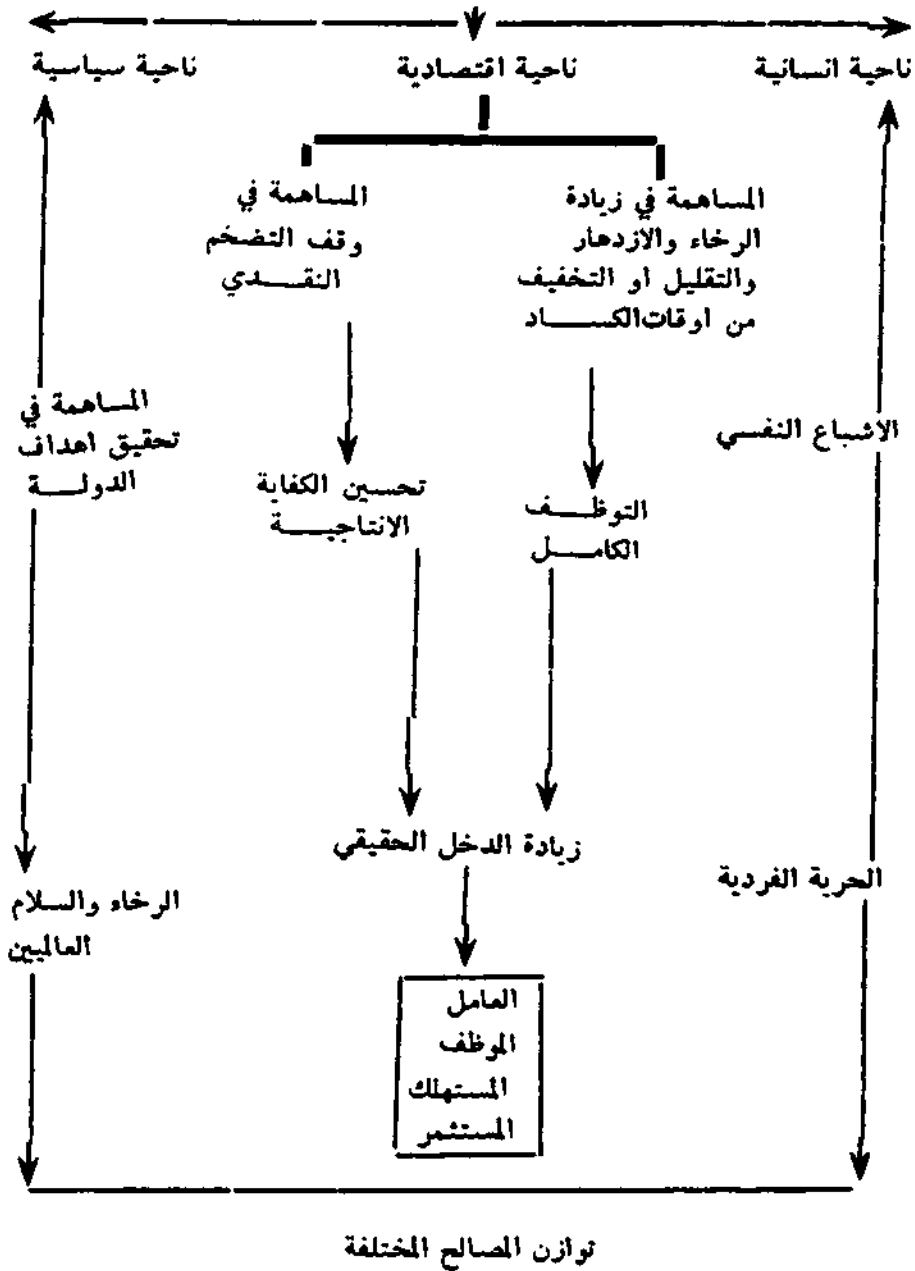 ناحية انسانية
ناحية اقتصادية
ناحية سياسية
المساهمة في زيادة
الرخاء والازدهار
والتقليل او التخفيف
من اوقات الكساد
المساهمة في
وقف التضخم
النقدي
الاشباع النفسي
المساهمة في
تحقيق اهداف
الدولة
التوظف
الكامل
تحسين الكفاية
الانتاجية
زيادة الدخل الحقيقي
الحرية الفردية
الرخاء والسلام
العالميين
العامل
الموظف
المستهلك
المستثمر
توازن المصالح المختلفة